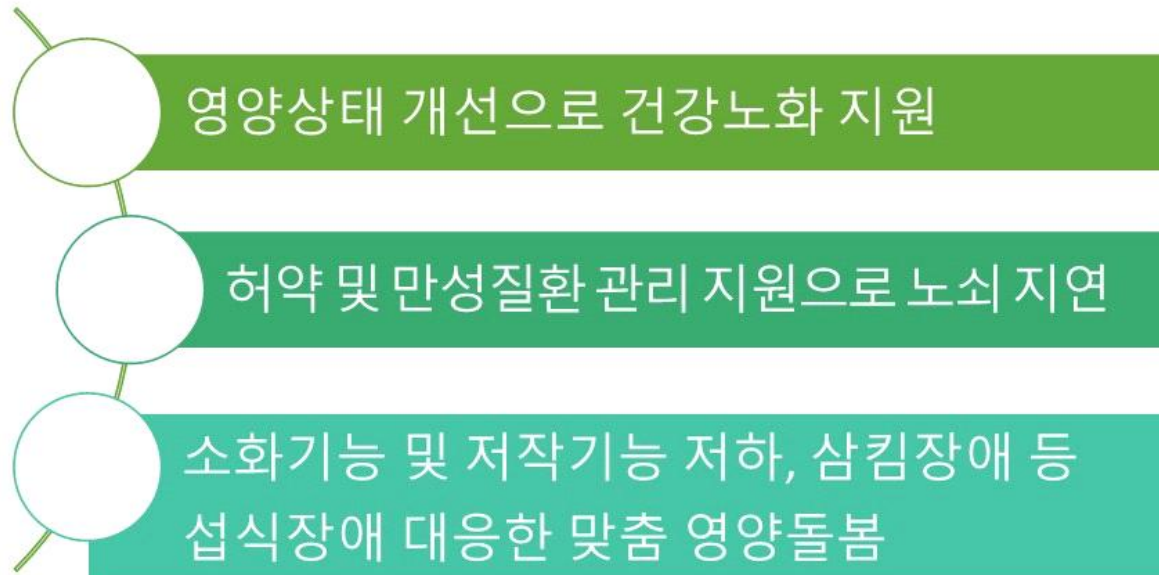 영양상태 개선으로 건강노화 지원
허약 및 만성질환 관리 지원으로 노쇠 지연
소화기능 및 저작기능 저하, 삼킴장애 등
섭식장애 대응한 맞춤 영양돌봄